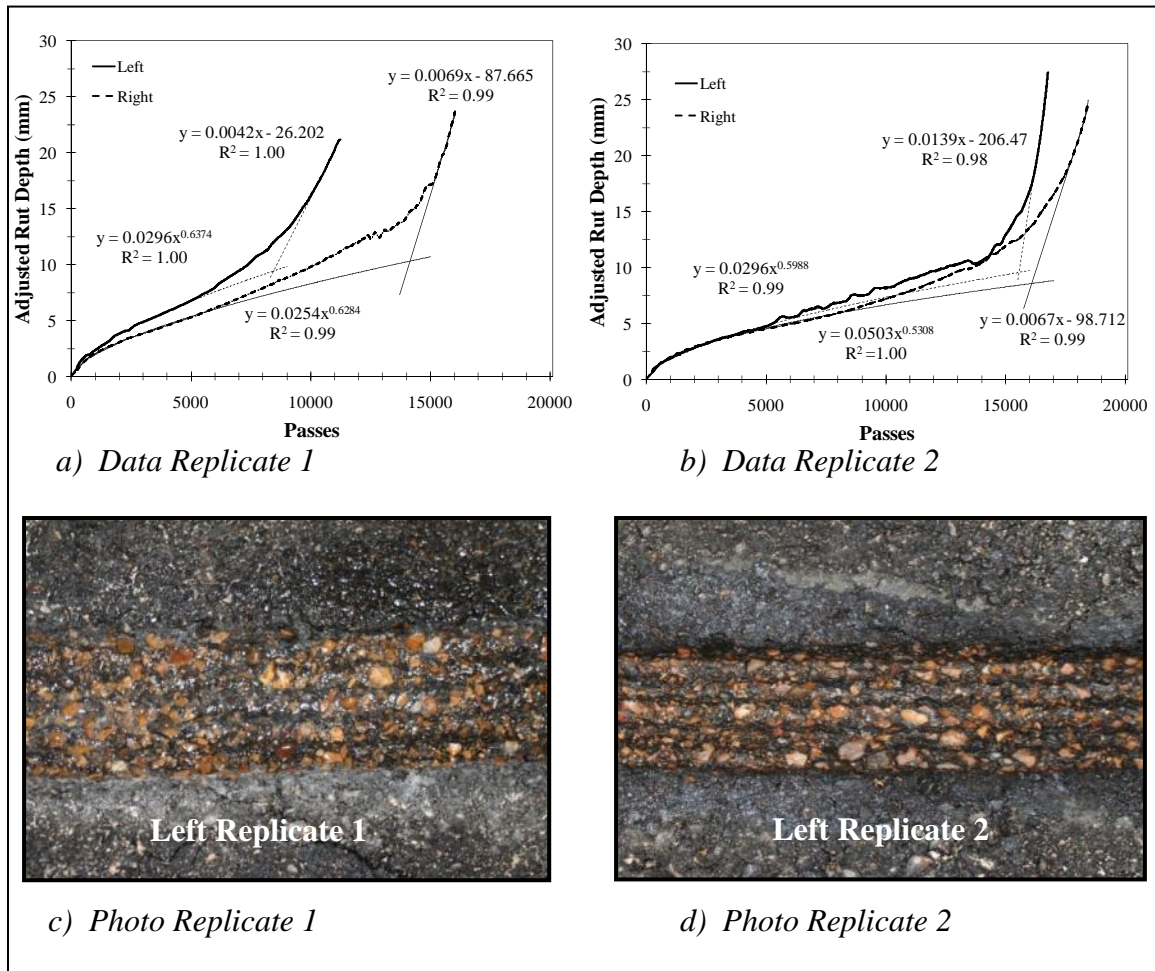 30
25
20
15
10
5
0
Adjusted Rut Depth (mm)
Left
Right
y = 0.0069x - 87.665
R² = 0.99
y = 0.0042x - 26.202
R² = 1.00
y = 0.0296x^0.6374
R² = 1.00
y = 0.0254x^0.6284
R² = 0.99
0 5000 10000 15000 20000
Passes
a) Data Replicate 1
30
25
20
15
10
5
0
Adjusted Rut Depth (mm)
Left
Right
y = 0.0139x - 206.47
R² = 0.98
y = 0.0296x^0.5988
R² = 0.99
y = 0.0503x^0.5308
R² =1.00
y = 0.0067x - 98.712
R² = 0.99
0 5000 10000 15000 20000
Passes
b) Data Replicate 2
Left Replicate 1
c) Photo Replicate 1
Left Replicate 2
d) Photo Replicate 2